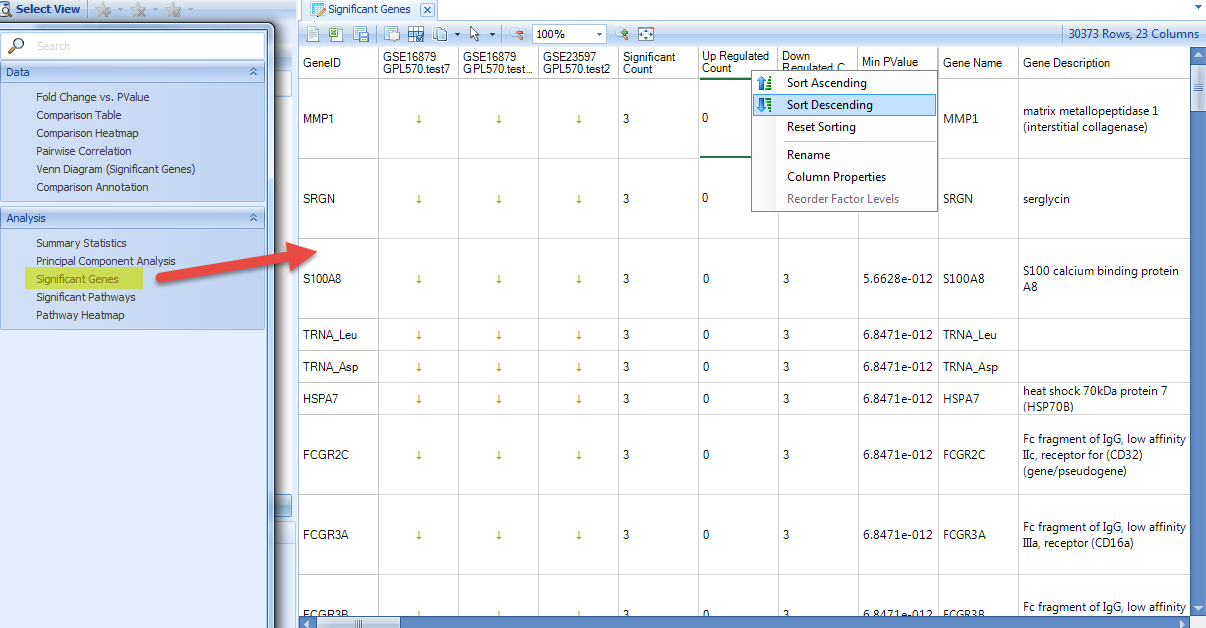 Select View
Search
Data
Fold Change vs. PValue
Comparison Table
Comparison Heatmap
Pairwise Correlation
Venn Diagram (Significant Genes)
Comparison Annotation
Analysis
Summary Statistics
Principal Component Analysis
Significant Genes
Significant Pathways
Pathway Heatmap
Significant Genes
100%
30373 Rows, 23 Columns
GeneID
GSE16879
GPL570.test7
GSE16879
GPL570.test...
GSE23597
GPL570.test2
Significant
Count
Up Regulated
Count
Down
Regulated C
Min PValue
Gene Name
Gene Description
Sort Ascending
Sort Descending
Reset Sorting
Rename
Column Properties
Reorder Factor Levels
MMP1 ↓ ↓ ↓ 3 0 MMP1
matrix metallopeptidase 1
(interstitial collagenase)
SRGN ↓ ↓ ↓ 3 0 SRGN serglycin
S100A8 ↓ ↓ ↓ 3 0 3 5.6628e-012 S100A8
S100 calcium binding protein
A8
TRNA_Leu ↓ ↓ ↓ 3 0 3 6.8471e-012 TRNA_Leu
TRNA_Asp ↓ ↓ ↓ 3 0 3 6.8471e-012 TRNA_Asp
HSPA7 ↓ ↓ ↓ 3 0 3 6.8471e-012 HSPA7
heat shock 70kDa protein 7
(HSP70B)
FCGR2C ↓ ↓ ↓ 3 0 3 6.8471e-012 FCGR2C
Fc fragment of IgG, low affinity
IIc, receptor for (CD32)
(gene/pseudogene)
FCGR3A ↓ ↓ ↓ 3 0 3 6.8471e-012 FCGR3A
Fc fragment of IgG, low affinity
IIIa, receptor (CD16a)
FCGR3B ↓ ↓ ↓ 3 0 3 6.8471e-012 FCGR3B
Fc fragment of IgG, low affinity